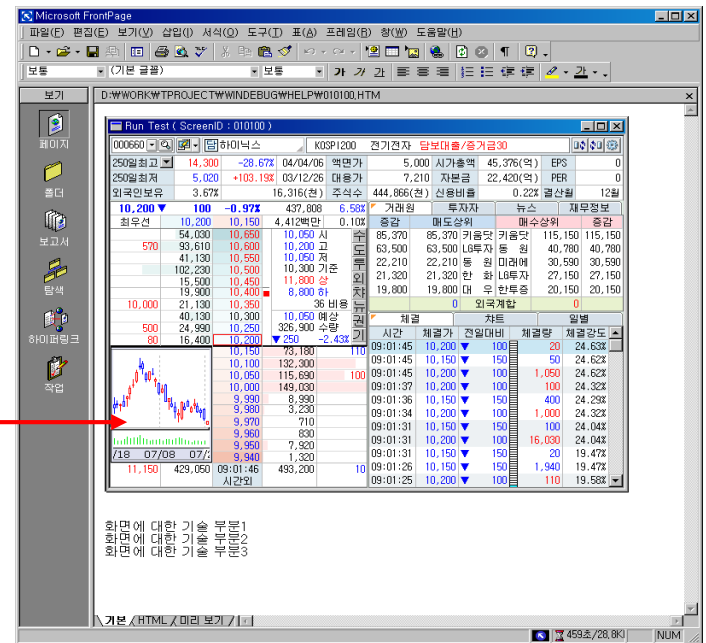 Microsoft FrontPage
파일(F) 편집(E) 보기(V) 삽입(I) 서식(O) 도구(T) 표(A) 프레임(R) 창(W) 도움말(H)
보통 (기본 글꼴) 보통 가 가 가
보기 D:₩WORK₩TPROJECT₩WINDEBUG₩HELP₩010100.HTM
페이지
폴더
보고서
탐색
하이퍼링크
작업
Run Test ( ScreenID : 010100 )
000660 하이닉스 KOSPI200 전기전자 담보대출/증거금30
250일최고 14,300 -28.67% 04/04/06 액면가 5,000 시가총액 45,376(억) EPS 0
250일최저 5,020 +103.19% 03/12/26 대용가 7,210 자본금 22,420(억) PER 0
외국인보유 3.67% 16,316(천) 주식수 444,866(천) 신용비율 0.22% 결산월 12월
10,200 ▼ 100 -0.97% 437,808 6.58% 거래원 투자자 뉴스 재무정보
최우선 10,200 10,150 4,412백만 0.10% 증감 매도상위 매수상위 증감
54,030 10,650 10,050 시 수 85,370 85,370 키움닷 키움닷 115,150 115,150
570 93,610 10,600 10,200 고 도 63,500 63,500 LG투자 동 원 40,780 40,780
41,130 10,550 10,050 저 투 22,210 22,210 동 원 미래에 30,590 30,590
102,230 10,500 10,300 기준 외 21,320 21,320 한 화 LG투자 27,150 27,150
15,500 10,450 11,800 상 챠 19,800 19,800 대 우 한투증 20,150 20,150
19,900 10,400 8,800 하 뉴 0 외국계합 0
10,000 21,130 10,350 36 비용 권 체결 챠트 일별
40,130 10,300 10,050 예상 기 시간 체결가 전일대비 체결량 체결강도
500 24,990 10,250 326,900 수량 09:01:45 10,200 ▼ 100 20 24.63%
80 16,400 10,200 ▼ 250 -2.43% 09:01:45 10,150 ▼ 150 50 24.62%
10,150 73,180 110 09:01:45 10,200 ▼ 100 1,050 24.62%
10,100 132,300 09:01:37 10,200 ▼ 100 100 24.32%
10,050 115,690 100 09:01:36 10,150 ▼ 150 400 24.29%
10,000 149,030 09:01:34 10,200 ▼ 100 1,000 24.32%
9,990 8,990 09:01:31 10,150 ▼ 150 100 24.04%
9,980 3,230 09:01:31 10,200 ▼ 100 16,030 24.04%
9,970 710 09:01:31 10,150 ▼ 150 20 19.47%
9,960 830 09:01:26 10,150 ▼ 150 1,940 19.47%
9,950 7,920 09:01:25 10,200 ▼ 100 110 19.58%
/18 07/08 07/ 9,940 1,320
11,150 429,050 09:01:46 493,200 10
시간외
화면에 대한 기술 부분1
화면에 대한 기술 부분2
화면에 대한 기술 부분3
기본 / HTML / 미리 보기
459초/28,8K NUM